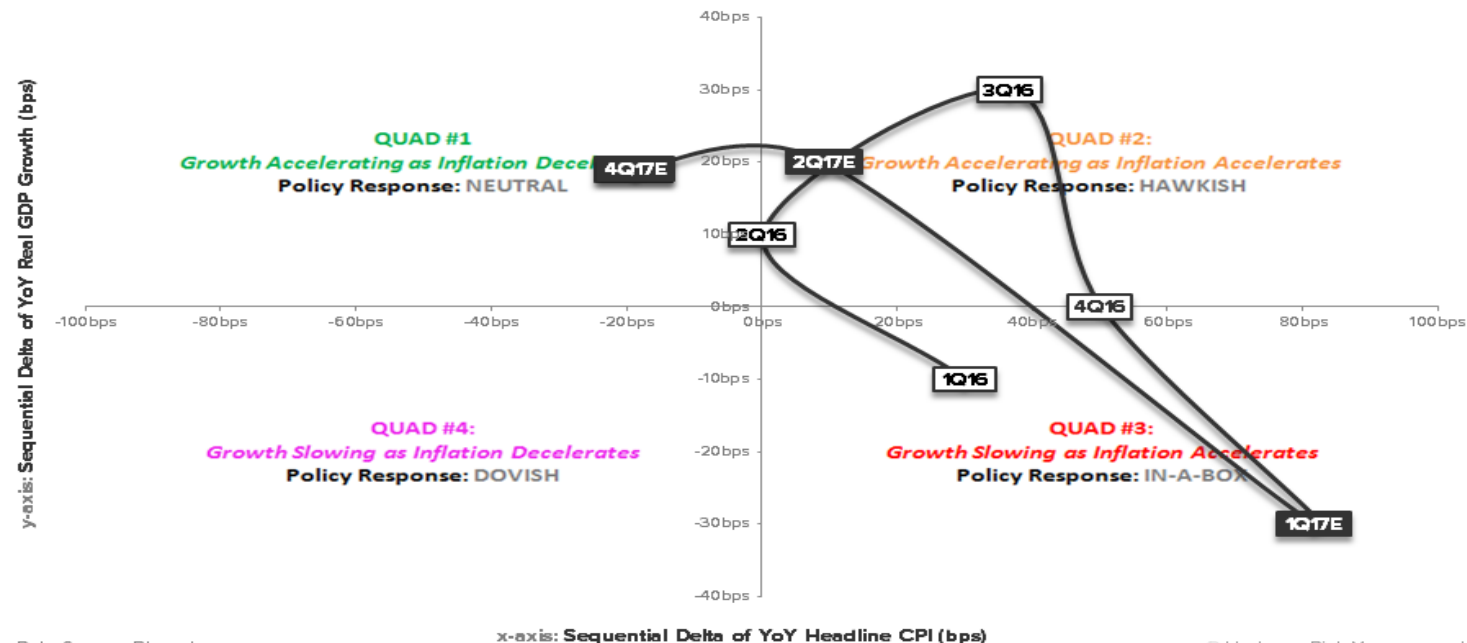 40bps
30bps
3Q16
QUAD #1
QUAD #2:
Growth Accelerating as Inflation
Growth Accelerating as Inflation Accelerates
4Q17E
20bps
2Q17E
Policy Response: NEUTRAL
Policy Response: HAWKISH
2Q16
0bps
4Q16
-100bps
-80bps
-60bps
-40bps
-20bps
0bps
20bps
40bps
60bps
80bps
100bps
-10bps
1Q16
QUAD #4:
QUAD #3:
Growth Slowing as Inflation Decelerates
-20bps
Growth Slowing as Inflation Accelerates
Policy Response: DOVISH
Policy Response: IN-A-BOX
-30bps
1Q17E
-40bps
y-axis: Sequential Delta of YoY Real GDP Growth (bps)
x-axis: Sequential Delta of YoY Headline CPI (bps)